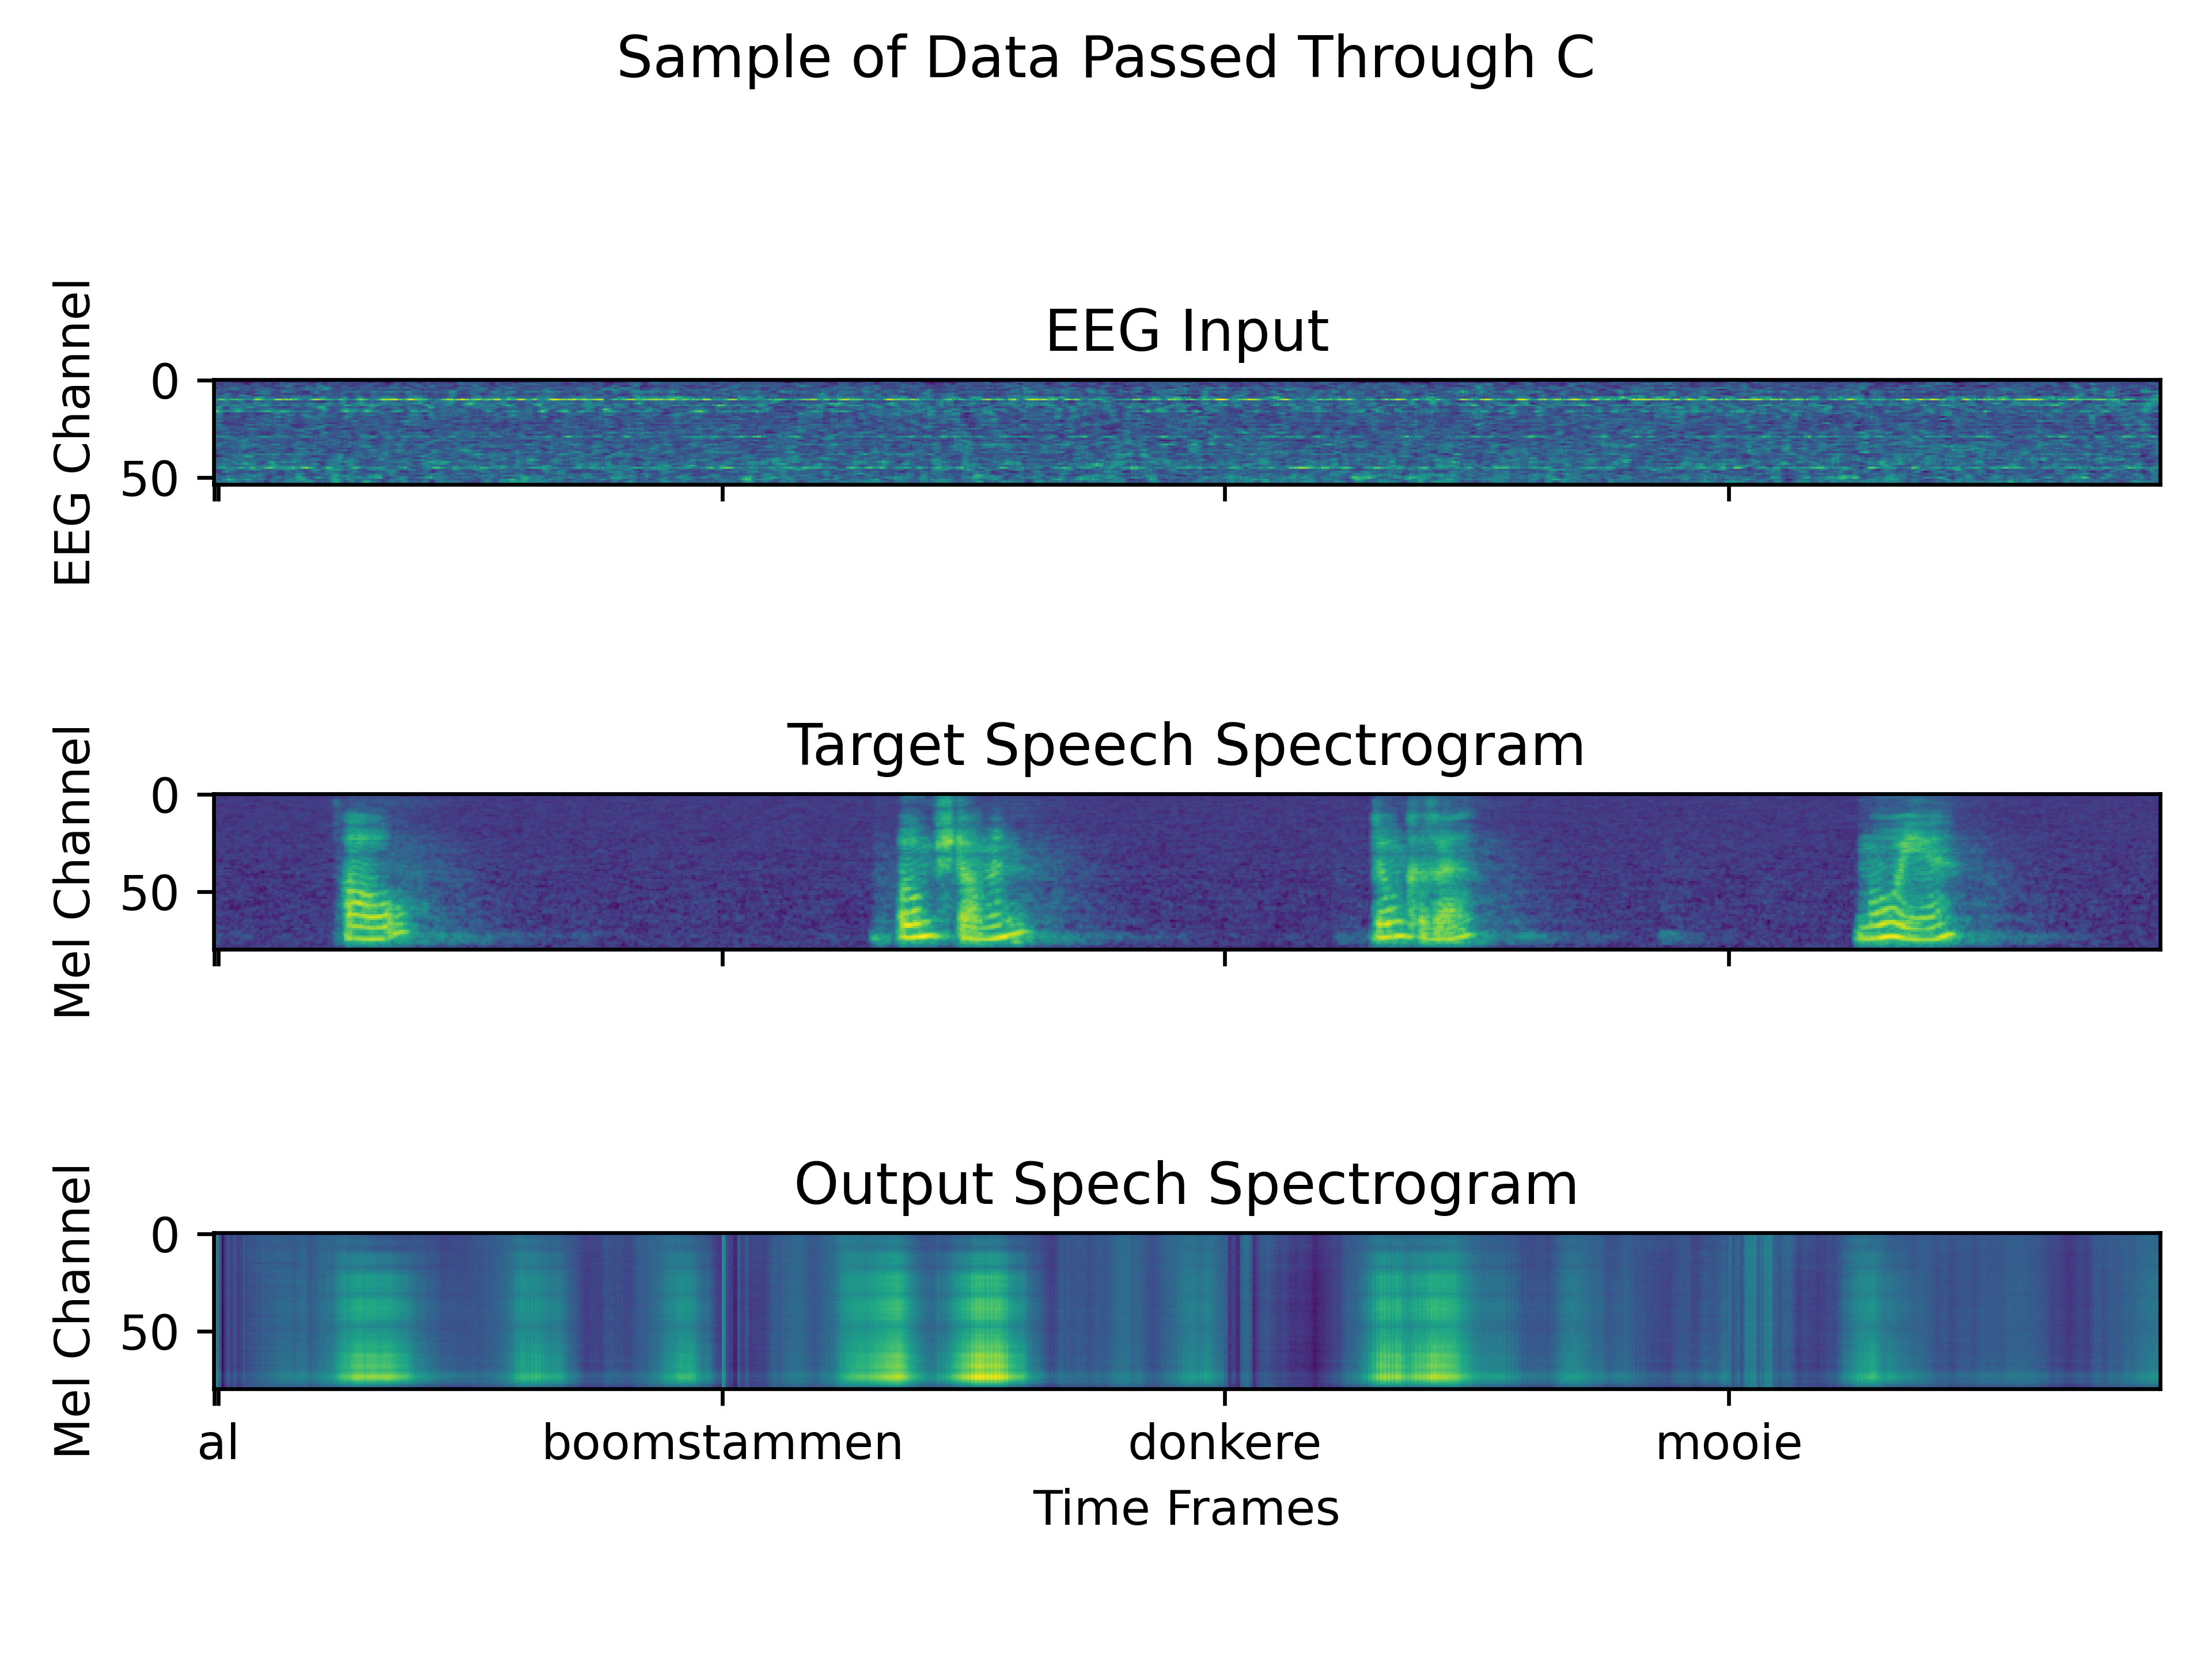 Sample of Data Passed Through C
EEG Input
EEG Channel
0
50
Target Speech Spectrogram
Mel Channel
0
50
Output Spech Spectrogram
Mel Channel
0
50
al boomstammen donkere mooie
Time Frames